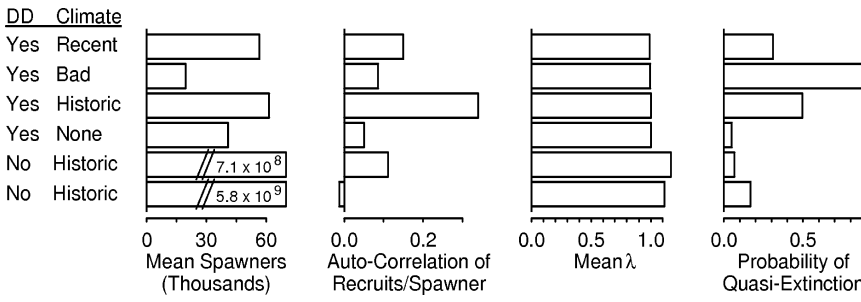 DD Climate
Yes Recent
Yes Bad
Yes Historic
Yes None
No Historic 7.1 x 10^8
No Historic 5.8 x 10^9
0 30 60 0.0 0.2 0.0 0.5 1.0 0.0 0.5
Mean Spawners Auto-Correlation of Mean λ Probability of
(Thousands) Recruits/Spawner Quasi-Extinction